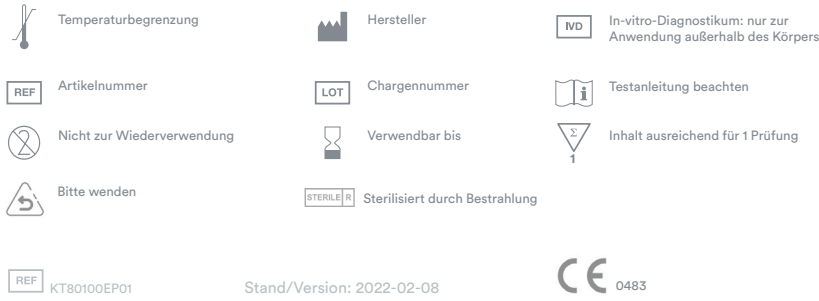 Temperaturbegrenzung
Hersteller
IVD
In-vitro-Diagnostikum: nur zur
Anwendung außerhalb des Körpers
REF
Artikelnummer
LOT
Chargennummer
i
Testanleitung beachten
2
Nicht zur Wiederverwendung
Verwendbar bis
Σ
1
Inhalt ausreichend für 1 Prüfung
Bitte wenden
STERILE R
Sterilisiert durch Bestrahlung
REF
KT80100EP01
Stand/Version: 2022-02-08
CE
0483